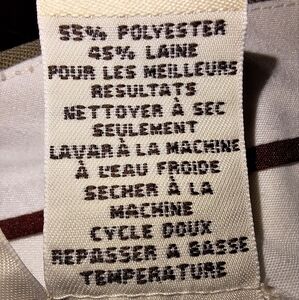 55% POLYESTER
45% LAINE
POUR LES MEILLEURS
RESULTATS
NETTOYER À SEC
SEULEMENT
LAVAR À LA MACHINE
À L'EAU FROIDE
SECHER À LA
MACHINE
CYCLE DOUX
REPASSER A BASSE
TEMPERATURE